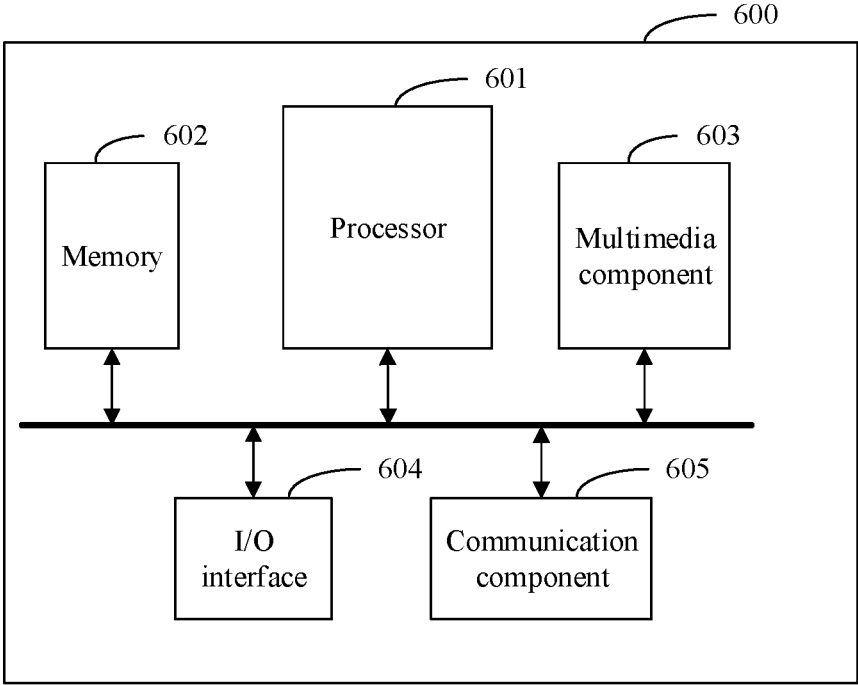 600
601
602
603
Processor
Memory
Multimedia
component
604
605
I/O
interface
Communication
component